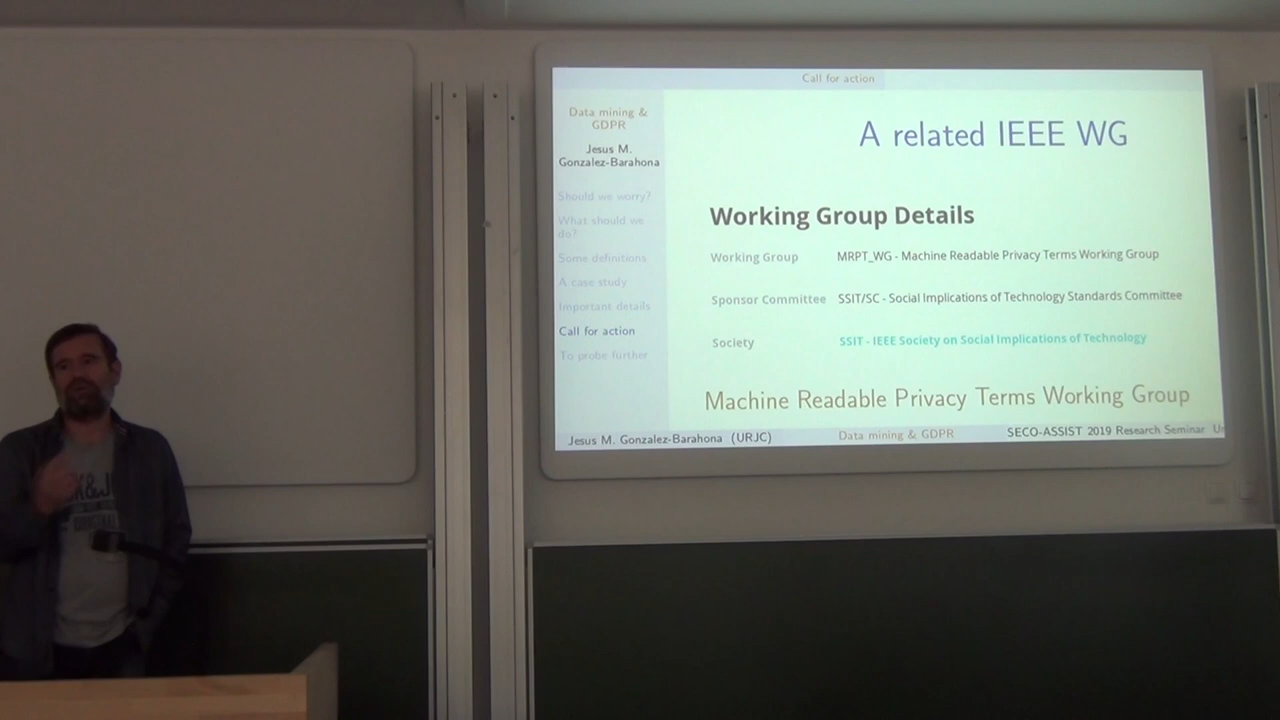 Call for action
Data mining &
GDPR
Jesus M.
Gonzalez-Barahona
Should we worry?
What should we
do?
Some definitions
A case study
Important details
Call for action
To probe further
A related IEEE WG
Working Group Details
Working Group MRPT_WG - Machine Readable Privacy Terms Working Group
Sponsor Committee SSIT/SC - Social Implications of Technology Standards Committee
Society SSIT - IEEE Society on Social Implications of Technology
Machine Readable Privacy Terms Working Group
Jesus M. Gonzalez-Barahona (URJC) Data mining & GDPR SECO-ASSIST 2019 Research Seminar